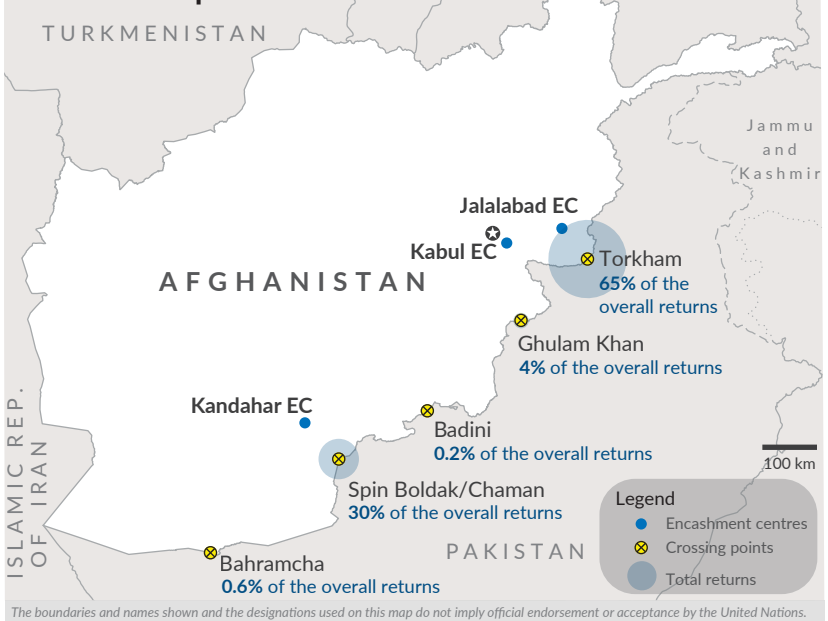 TURKMENISTAN
Jammu
and
Kashmir
Jalalabad EC
Kabul EC
Torkham
65% of the
overall returns
AFGHANISTAN
Ghulam Khan
4% of the overall returns
Kandahar EC
Badini
0.2% of the overall returns
ISLAMIC REP.
OF IRAN
100 km
Spin Boldak/Chaman
30% of the overall returns
Legend
Encashment centres
Crossing points
Total returns
PAKISTAN
Bahramcha
0.6% of the overall returns
The boundaries and names shown and the designations used on this map do not imply official endorsement or acceptance by the United Nations.